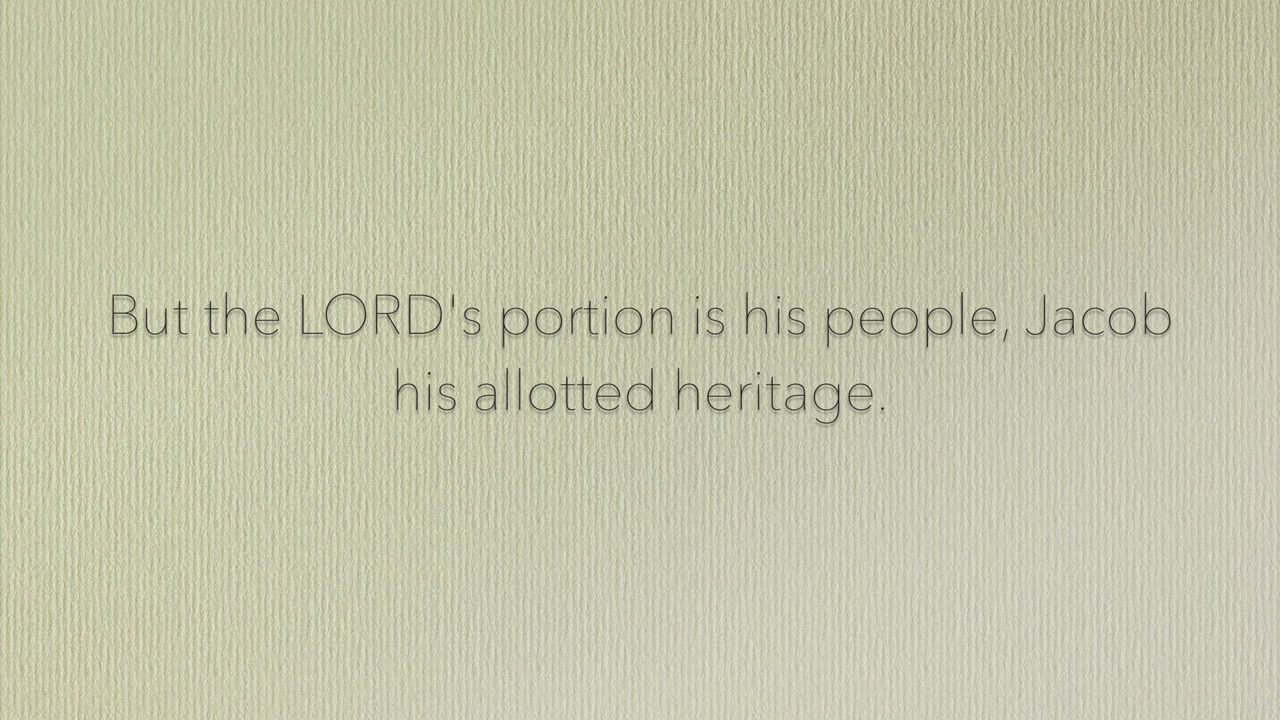 But the LORD's portion is his people, Jacob
his allotted heritage.